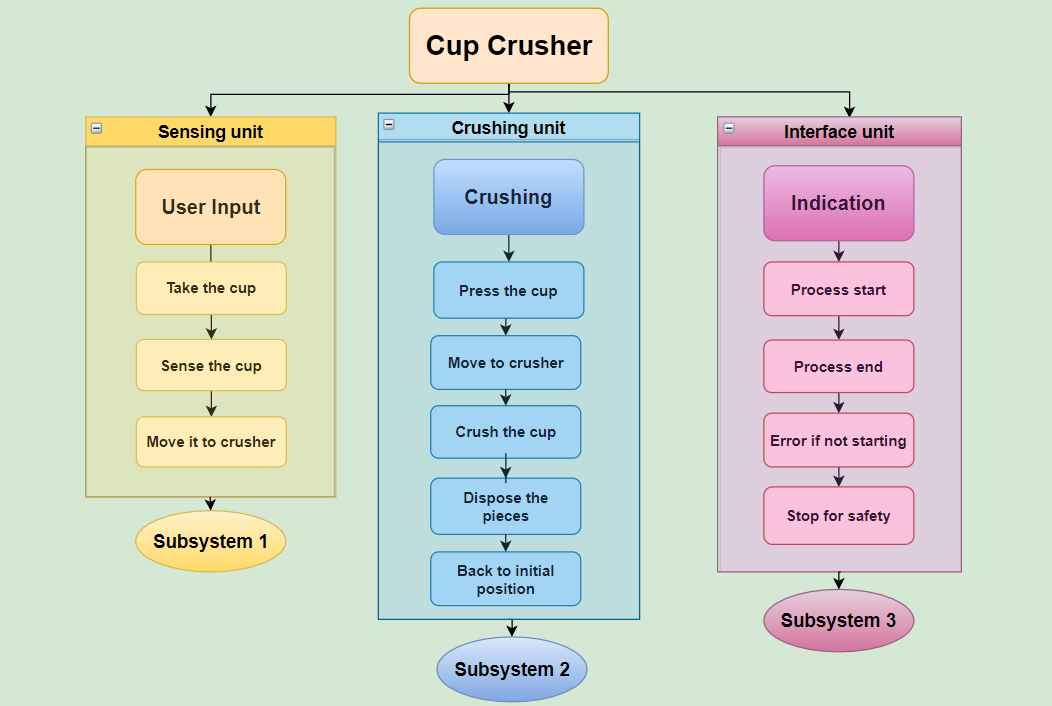 Cup Crusher
Sensing unit
User Input
Take the cup
Sense the cup
Move it to crusher
Subsystem 1
Crushing unit
Crushing
Press the cup
Move to crusher
Crush the cup
Dispose the
pieces
Back to initial
position
Subsystem 2
Interface unit
Indication
Process start
Process end
Error if not starting
Stop for safety
Subsystem 3